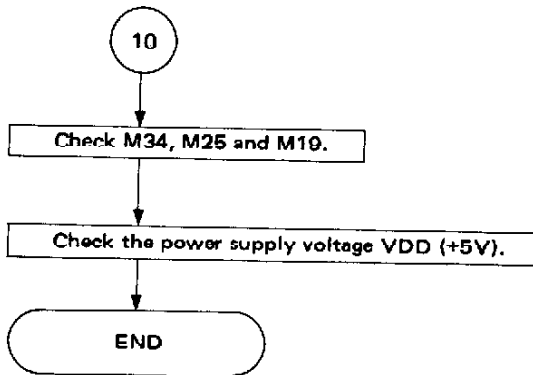 10
Check M34, M25 and M19.
Check the power supply voltage VDD (+5V).
END